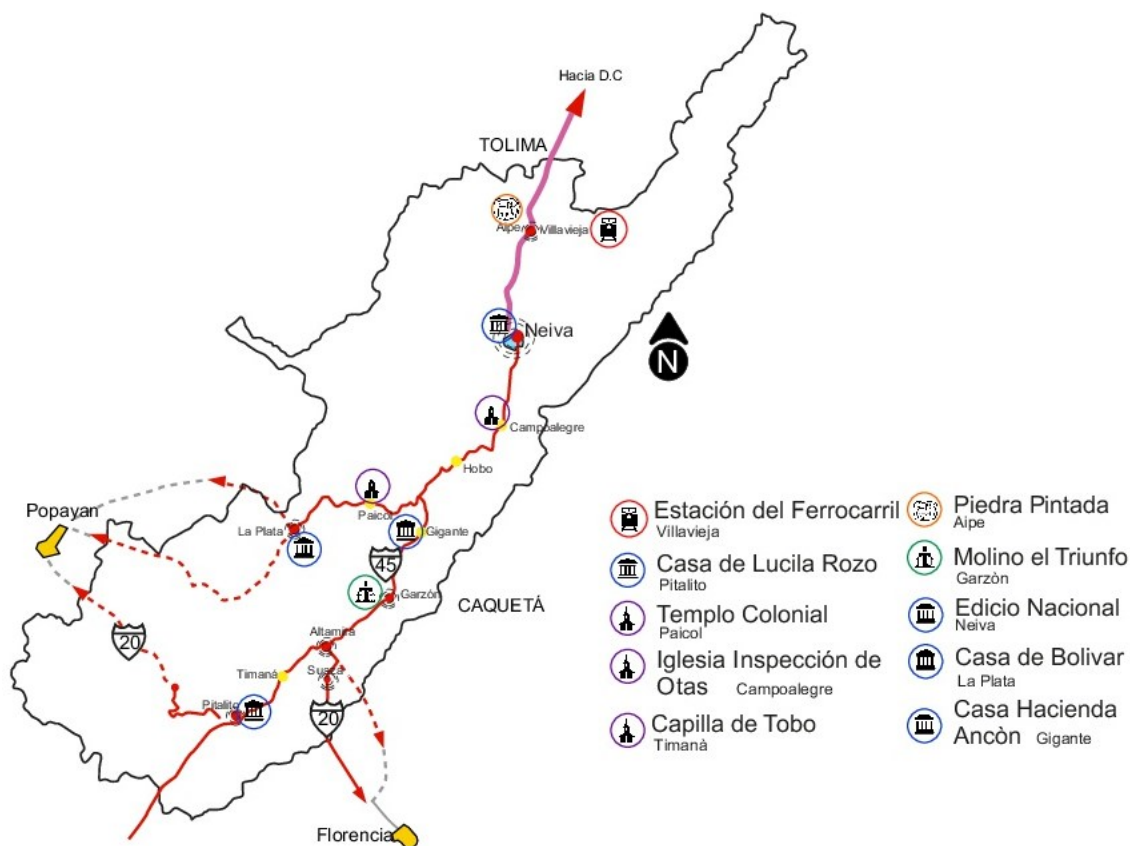 Hacia D.C
TOLIMA
Aipe
Villavieja
Neiva
Campoalegre
Hobo
Popayan
La Plata
Paicol
Gigante
45
Garzón
CAQUETÁ
Altamira
20
Timaná
Suaza
Pitalito
20
Florencia
N
Estación del Ferrocarril
Villavieja
Casa de Lucila Rozo
Pitalito
Templo Colonial
Paicol
Iglesia Inspección de
Otas Campoalegre
Capilla de Tobo
Timanà
Piedra Pintada
Aipe
Molino el Triunfo
Garzòn
Edicio Nacional
Neiva
Casa de Bolivar
La Plata
Casa Hacienda
Ancòn Gigante